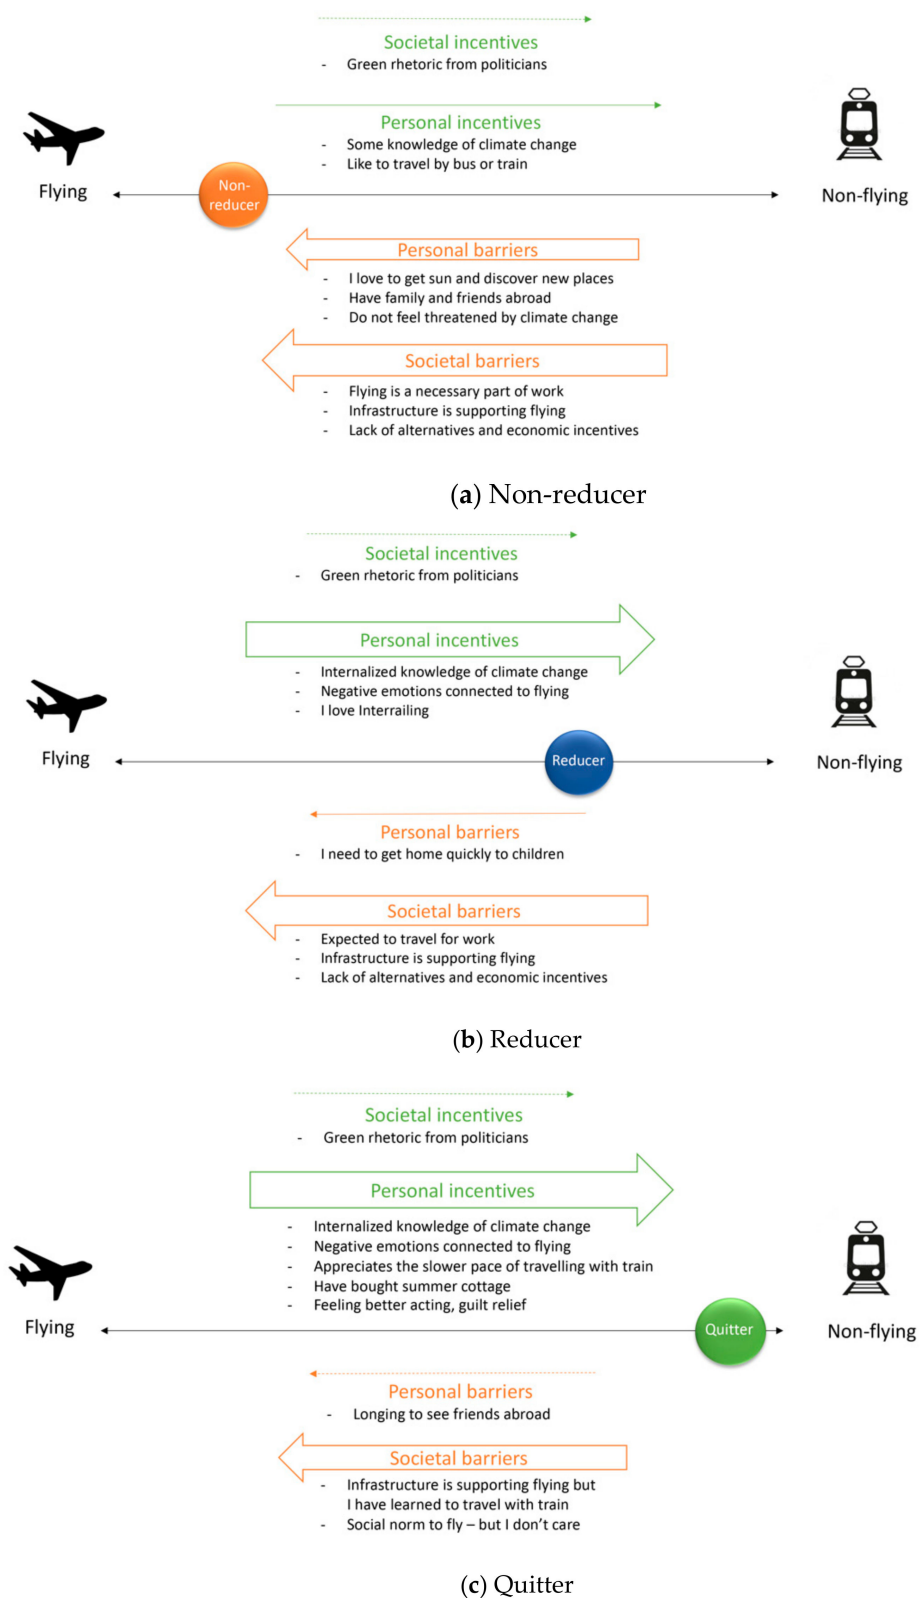 Societal incentives
- Green rhetoric from politicians
Personal incentives
- Some knowledge of climate change
- Like to travel by bus or train
Flying
Non-
reducer
Non-flying
Personal barriers
- I love to get sun and discover new places
- Have family and friends abroad
- Do not feel threatened by climate change
Societal barriers
- Flying is a necessary part of work
- Infrastructure is supporting flying
- Lack of alternatives and economic incentives
(a) Non-reducer
Societal incentives
- Green rhetoric from politicians
Personal incentives
- Internalized knowledge of climate change
- Negative emotions connected to flying
- I love Interrailing
Flying
Reducer
Non-flying
Personal barriers
- I need to get home quickly to children
Societal barriers
- Expected to travel for work
- Infrastructure is supporting flying
- Lack of alternatives and economic incentives
(b) Reducer
Societal incentives
- Green rhetoric from politicians
Personal incentives
- Internalized knowledge of climate change
- Negative emotions connected to flying
- Appreciates the slower pace of travelling with train
- Have bought summer cottage
- Feeling better acting, guilt relief
Flying
Quitter
Non-flying
Personal barriers
- Longing to see friends abroad
Societal barriers
- Infrastructure is supporting flying but
I have learned to travel with train
- Social norm to fly – but I don't care
(c) Quitter